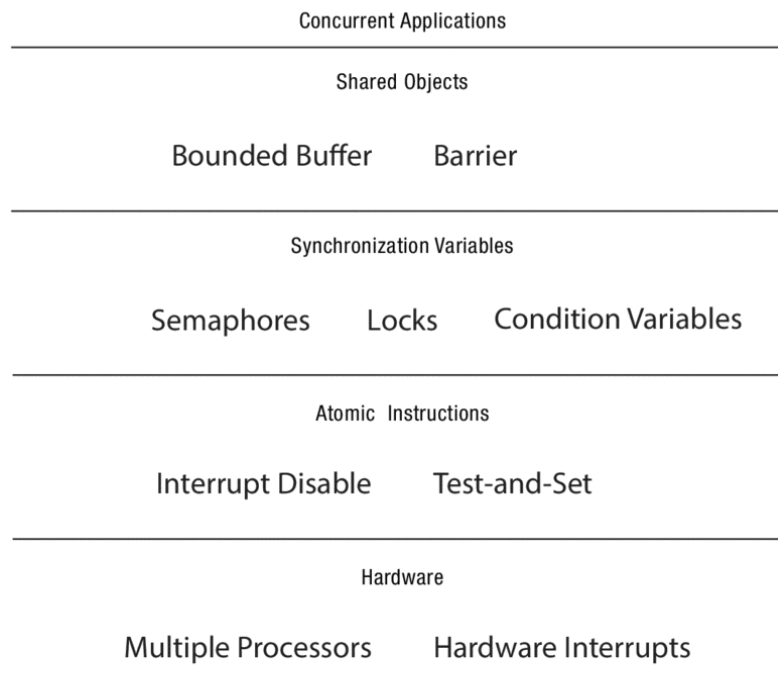 Concurrent Applications
Shared Objects
Bounded Buffer Barrier
Synchronization Variables
Semaphores Locks Condition Variables
Atomic Instructions
Interrupt Disable Test-and-Set
Hardware
Multiple Processors Hardware Interrupts